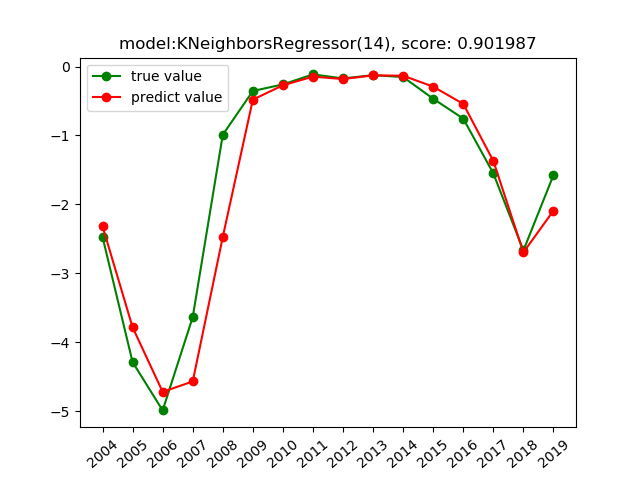 model:KNeighborsRegressor(14), score: 0.901987
true value
predict value
0
−1
−2
−3
−4
−5
2004 2005 2006 2007 2008 2009 2010 2011 2012 2013 2014 2015 2016 2017 2018 2019